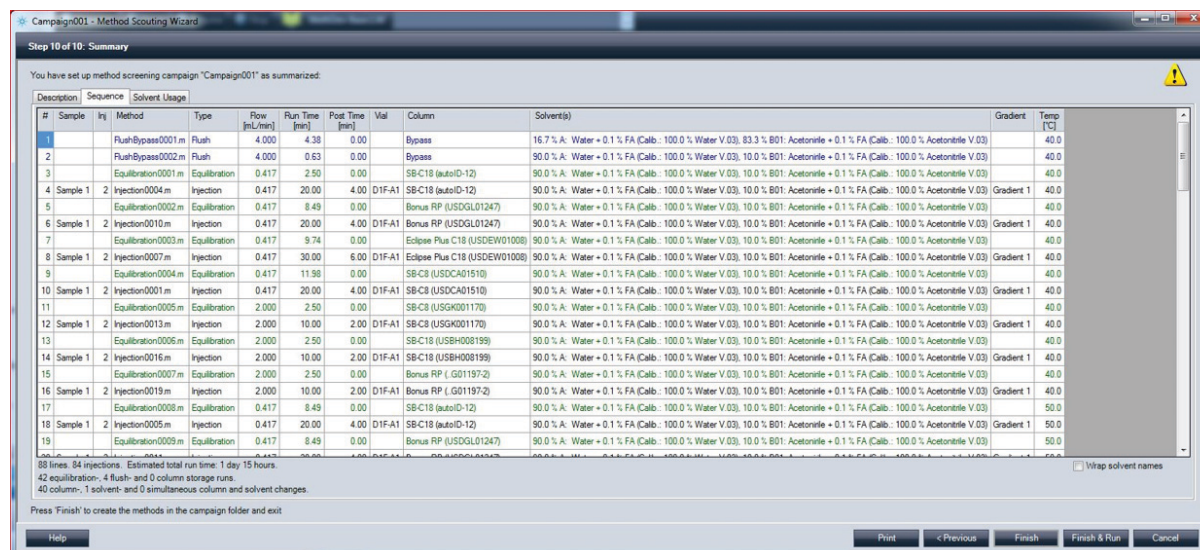 Campaign001 - Method Scouting Wizard
Step 10 of 10: Summary
You have set up method screening campaign "Campaign001" as summarized:
Description Sequence Solvent Usage
# Sample Inj Method Type Flow [mL/min] Run Time [min] Post Time [min] Vial Column Solvent(s) Gradient Temp [°C]
1 FlushBypass0001.m Flush 4.000 4.38 0.00 Bypass 16.7 % A: Water + 0.1 % FA (Calib.: 100.0 % Water V.03), 83.3 % B01: Acetonirile + 0.1 % FA (Calib.: 100.0 % Acetonitrile V.03) 40.0
2 FlushBypass0002.m Flush 4.000 0.63 0.00 Bypass 90.0 % A: Water + 0.1 % FA (Calib.: 100.0 % Water V.03), 10.0 % B01: Acetonirile + 0.1 % FA (Calib.: 100.0 % Acetonitrile V.03) 40.0
3 Equilibration0001.m Equilibration 0.417 2.50 0.00 SB-C18 (autoID-12) 90.0 % A: Water + 0.1 % FA (Calib.: 100.0 % Water V.03), 10.0 % B01: Acetonirile + 0.1 % FA (Calib.: 100.0 % Acetonitrile V.03) 40.0
4 Sample 1 2 Injection0004.m Injection 0.417 20.00 4.00 D1F-A1 SB-C18 (autoID-12) 90.0 % A: Water + 0.1 % FA (Calib.: 100.0 % Water V.03), 10.0 % B01: Acetonirile + 0.1 % FA (Calib.: 100.0 % Acetonitrile V.03) Gradient 1 40.0
5 Equilibration0002.m Equilibration 0.417 8.49 0.00 Bonus RP (USDGL01247) 90.0 % A: Water + 0.1 % FA (Calib.: 100.0 % Water V.03), 10.0 % B01: Acetonirile + 0.1 % FA (Calib.: 100.0 % Acetonitrile V.03) 40.0
6 Sample 1 2 Injection0010.m Injection 0.417 20.00 4.00 D1F-A1 Bonus RP (USDGL01247) 90.0 % A: Water + 0.1 % FA (Calib.: 100.0 % Water V.03), 10.0 % B01: Acetonirile + 0.1 % FA (Calib.: 100.0 % Acetonitrile V.03) Gradient 1 40.0
7 Equilibration0003.m Equilibration 0.417 9.74 0.00 Eclipse Plus C18 (USDEW01008) 90.0 % A: Water + 0.1 % FA (Calib.: 100.0 % Water V.03), 10.0 % B01: Acetonirile + 0.1 % FA (Calib.: 100.0 % Acetonitrile V.03) 40.0
8 Sample 1 2 Injection0007.m Injection 0.417 30.00 6.00 D1F-A1 Eclipse Plus C18 (USDEW01008) 90.0 % A: Water + 0.1 % FA (Calib.: 100.0 % Water V.03), 10.0 % B01: Acetonirile + 0.1 % FA (Calib.: 100.0 % Acetonitrile V.03) Gradient 1 40.0
9 Equilibration0004.m Equilibration 0.417 11.98 0.00 SB-C8 (USDCA01510) 90.0 % A: Water + 0.1 % FA (Calib.: 100.0 % Water V.03), 10.0 % B01: Acetonirile + 0.1 % FA (Calib.: 100.0 % Acetonitrile V.03) 40.0
10 Sample 1 2 Injection0001.m Injection 0.417 20.00 4.00 D1F-A1 SB-C8 (USDCA01510) 90.0 % A: Water + 0.1 % FA (Calib.: 100.0 % Water V.03), 10.0 % B01: Acetonirile + 0.1 % FA (Calib.: 100.0 % Acetonitrile V.03) Gradient 1 40.0
11 Equilibration0005.m Equilibration 2.000 2.50 0.00 SB-C8 (USGK001170) 90.0 % A: Water + 0.1 % FA (Calib.: 100.0 % Water V.03), 10.0 % B01: Acetonirile + 0.1 % FA (Calib.: 100.0 % Acetonitrile V.03) 40.0
12 Sample 1 2 Injection0013.m Injection 2.000 10.00 2.00 D1F-A1 SB-C8 (USGK001170) 90.0 % A: Water + 0.1 % FA (Calib.: 100.0 % Water V.03), 10.0 % B01: Acetonirile + 0.1 % FA (Calib.: 100.0 % Acetonitrile V.03) Gradient 1 40.0
13 Equilibration0006.m Equilibration 2.000 2.50 0.00 SB-C18 (USBH008199) 90.0 % A: Water + 0.1 % FA (Calib.: 100.0 % Water V.03), 10.0 % B01: Acetonirile + 0.1 % FA (Calib.: 100.0 % Acetonitrile V.03) 40.0
14 Sample 1 2 Injection0016.m Injection 2.000 10.00 2.00 D1F-A1 SB-C18 (USBH008199) 90.0 % A: Water + 0.1 % FA (Calib.: 100.0 % Water V.03), 10.0 % B01: Acetonirile + 0.1 % FA (Calib.: 100.0 % Acetonitrile V.03) Gradient 1 40.0
15 Equilibration0007.m Equilibration 2.000 2.50 0.00 Bonus RP (.G01197-2) 90.0 % A: Water + 0.1 % FA (Calib.: 100.0 % Water V.03), 10.0 % B01: Acetonirile + 0.1 % FA (Calib.: 100.0 % Acetonitrile V.03) 40.0
16 Sample 1 2 Injection0019.m Injection 2.000 10.00 2.00 D1F-A1 Bonus RP (.G01197-2) 90.0 % A: Water + 0.1 % FA (Calib.: 100.0 % Water V.03), 10.0 % B01: Acetonirile + 0.1 % FA (Calib.: 100.0 % Acetonitrile V.03) Gradient 1 40.0
17 Equilibration0008.m Equilibration 0.417 8.49 0.00 SB-C18 (autoID-12) 90.0 % A: Water + 0.1 % FA (Calib.: 100.0 % Water V.03), 10.0 % B01: Acetonirile + 0.1 % FA (Calib.: 100.0 % Acetonitrile V.03) 50.0
18 Sample 1 2 Injection0005.m Injection 0.417 20.00 4.00 D1F-A1 SB-C18 (autoID-12) 90.0 % A: Water + 0.1 % FA (Calib.: 100.0 % Water V.03), 10.0 % B01: Acetonirile + 0.1 % FA (Calib.: 100.0 % Acetonitrile V.03) Gradient 1 50.0
19 Equilibration0009.m Equilibration 0.417 8.49 0.00 Bonus RP (USDGL01247) 90.0 % A: Water + 0.1 % FA (Calib.: 100.0 % Water V.03), 10.0 % B01: Acetonirile + 0.1 % FA (Calib.: 100.0 % Acetonitrile V.03) 50.0
88 lines. 84 injections. Estimated total run time: 1 day 15 hours.
Wrap solvent names
42 equilibration-, 4 flush- and 0 column storage runs.
40 column-, 1 solvent- and 0 simultaneous column and solvent changes.
Press 'Finish' to create the methods in the campaign folder and exit
Help Print < Previous Finish Finish & Run Cancel